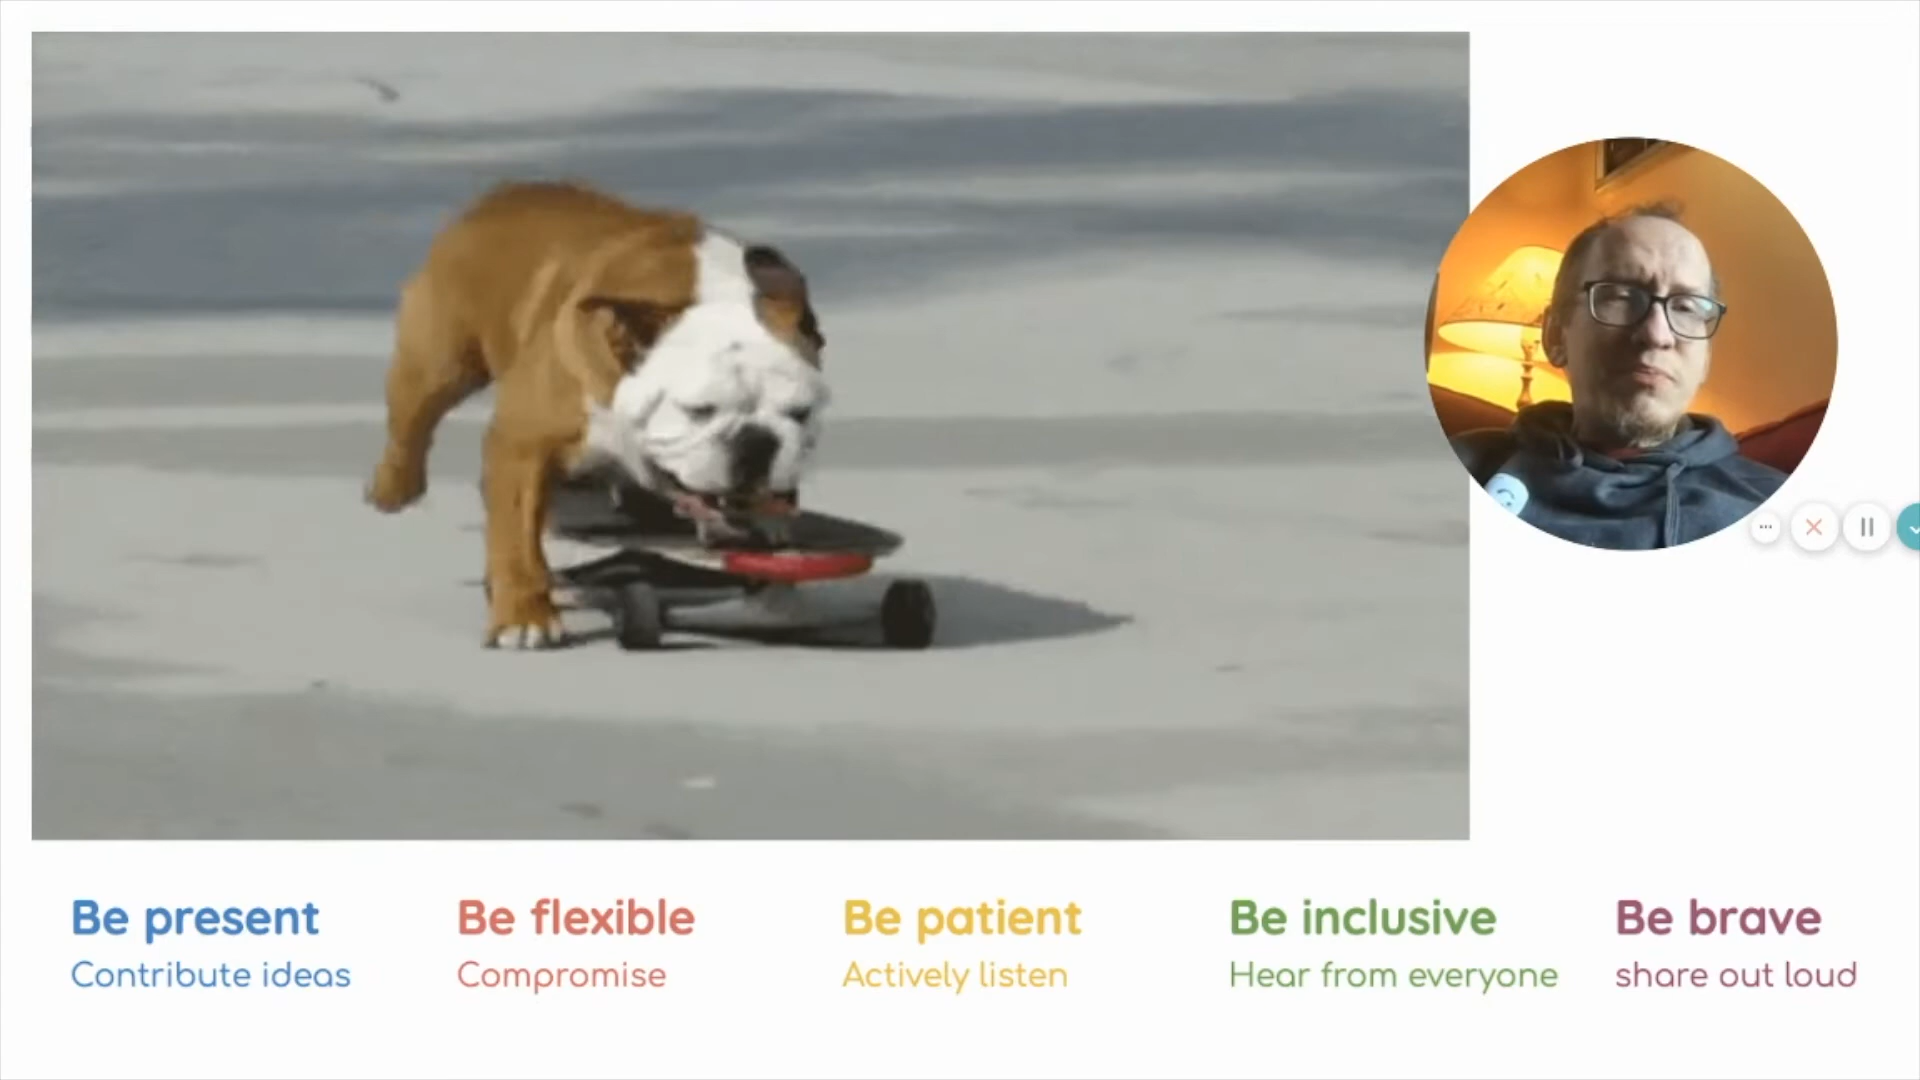 Be present
Contribute ideas
Be flexible
Compromise
Be patient
Actively listen
Be inclusive
Hear from everyone
Be brave
share out loud